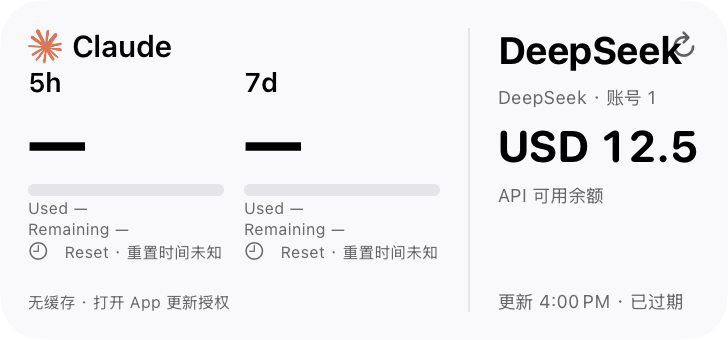 Claude
5h
7d
—
—
Used —
Remaining —
Reset · 重置时间未知
Used —
Remaining —
Reset · 重置时间未知
无缓存 · 打开 App 更新授权
DeepSeek
DeepSeek · 账号 1
USD 12.5
API 可用余额
更新 4:00 PM · 已过期